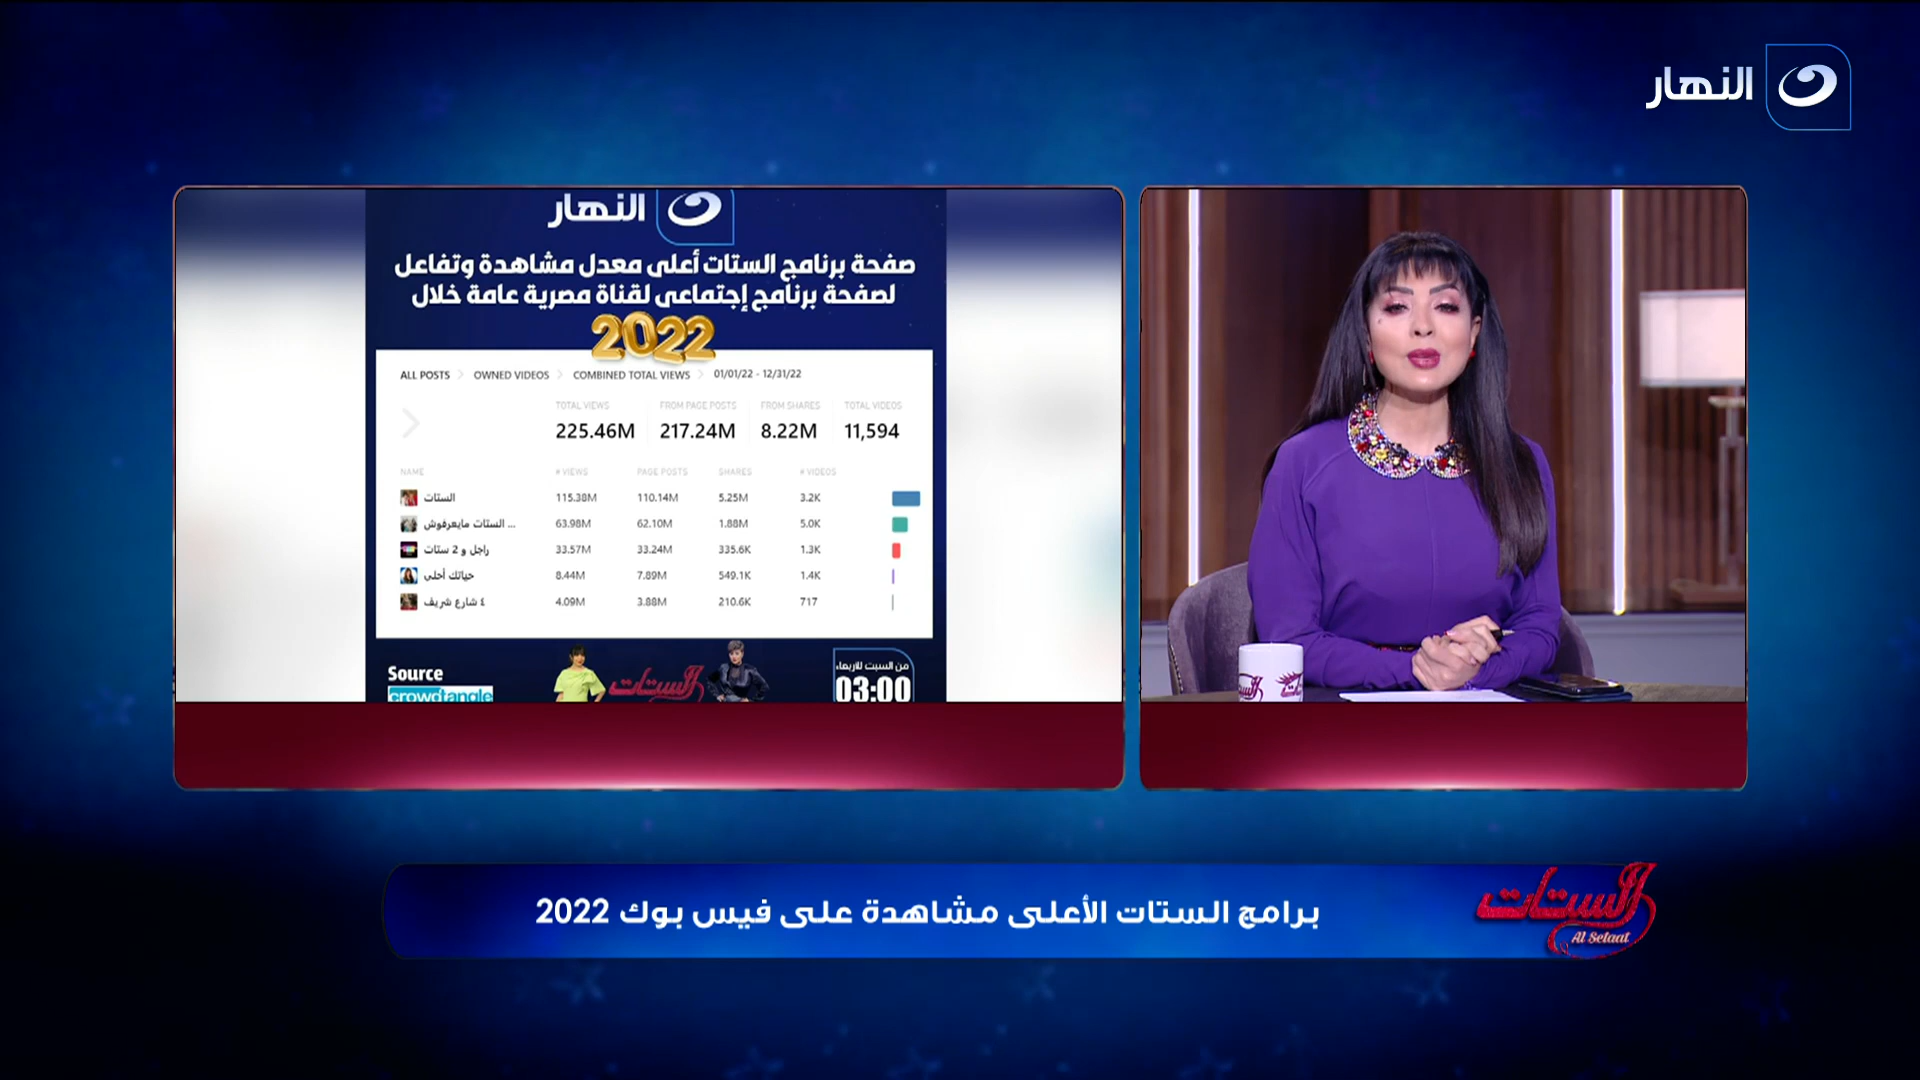 النهار
النهار
صفحة برنامج الستات أعلى معدل مشاهدة وتفاعل
لصفحة برنامج إجتماعى لقناة مصرية عامة خلال
2022
ALL POSTS > OWNED VIDEOS > COMBINED TOTAL VIEWS > 01/01/22 - 12/31/22
TOTAL VIEWS FROM PAGE POSTS FROM SHARES TOTAL VIDEOS
225.46M 217.24M 8.22M 11,594
NAME # VIEWS PAGE POSTS SHARES # VIDEOS
الستات 115.38M 110.14M 5.25M 3.2K
الستات مايعرفوش ... 63.98M 62.10M 1.88M 5.0K
راجل و 2 ستات 33.57M 33.24M 335.6K 1.3K
حياتك أحلى 8.44M 7.89M 549.1K 1.4K
٤ شارع شريف 4.09M 3.88M 210.6K 717
Source
crowdtangle
الستات
من السبت للأربعاء
03:00
الستات
برامج الستات الأعلى مشاهدة على فيس بوك 2022
الستات
Al Setaat